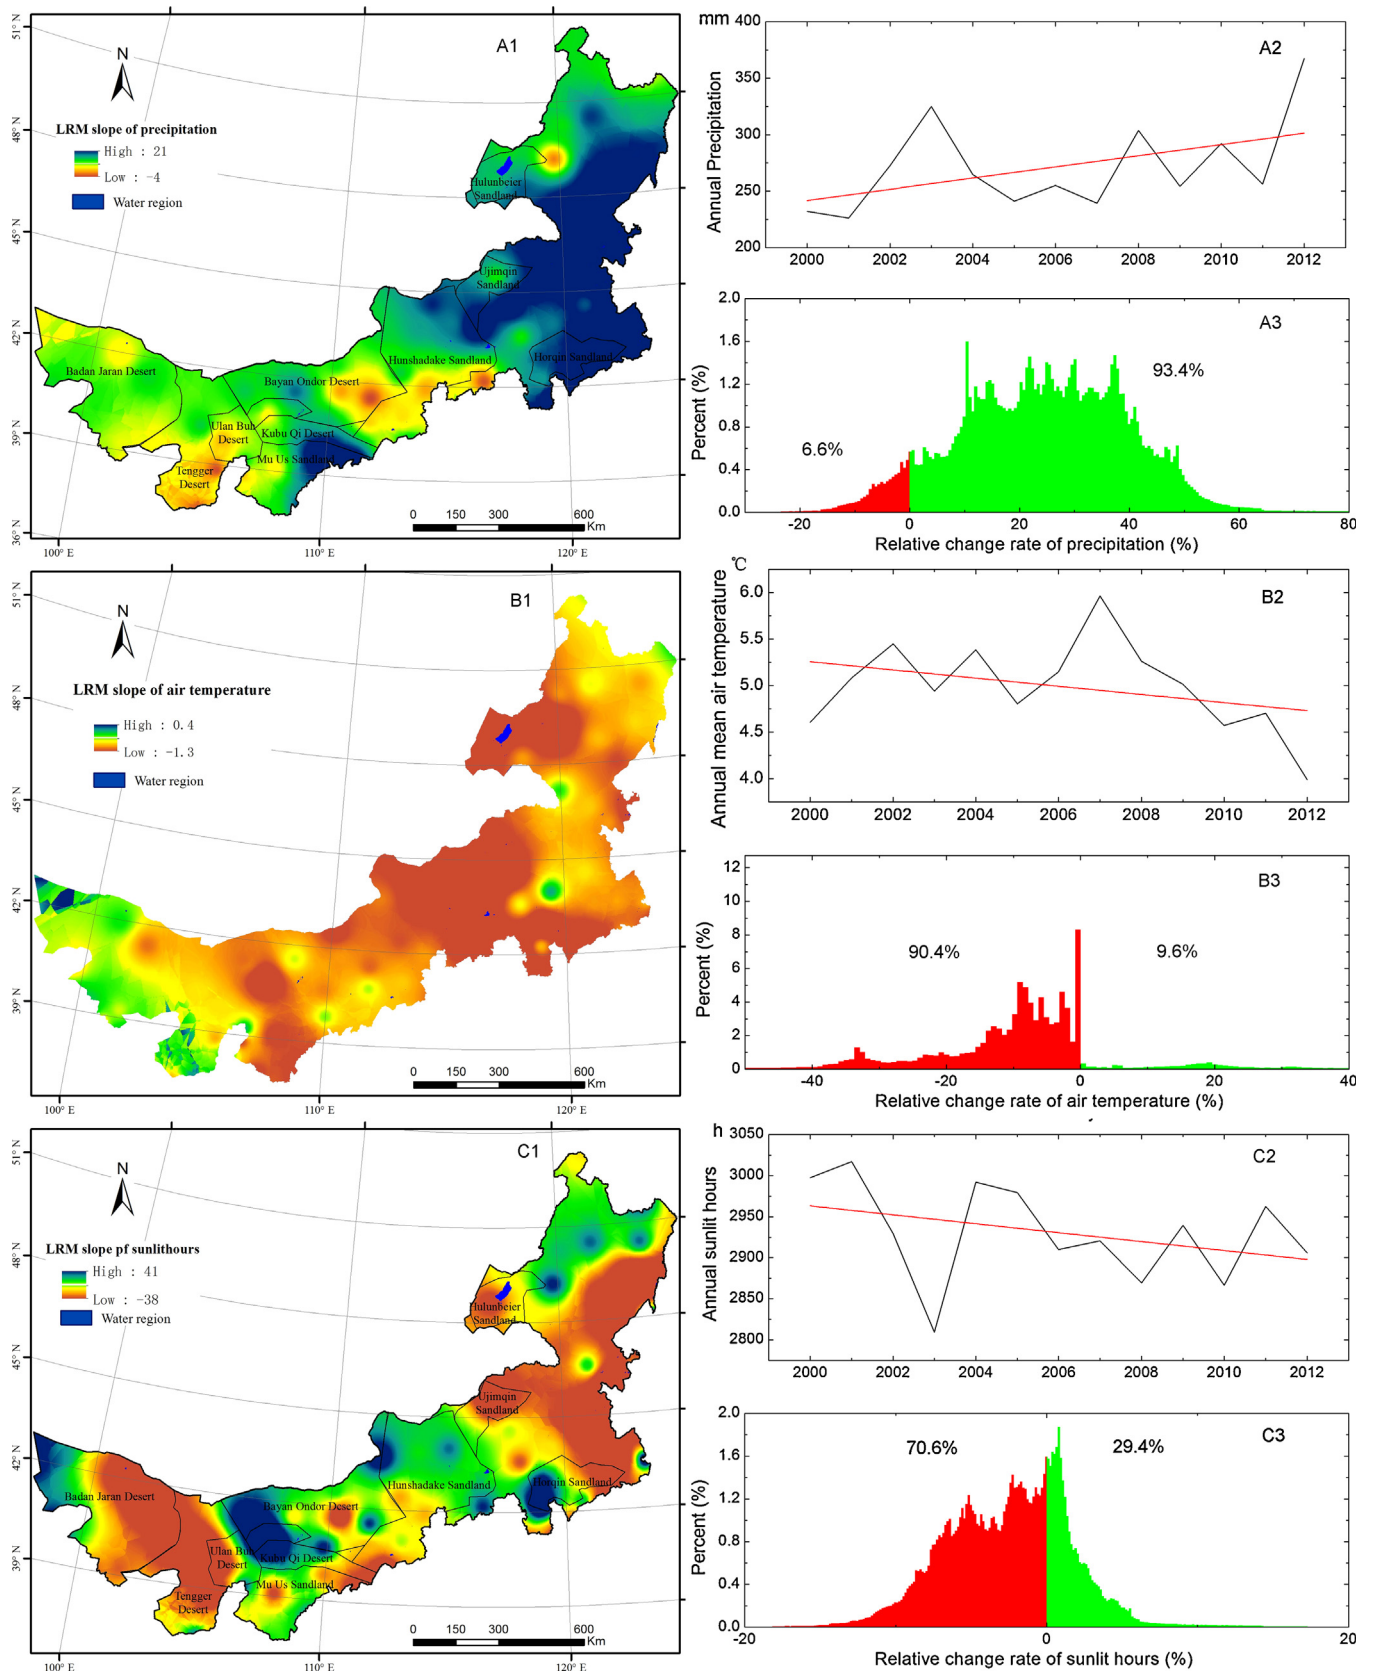 A1
N
LRM slope of precipitation
High : 21
Low : -4
Water region
Hulunbeier
Sandland
Ujimqin
Sandland
Horqin Sandland
Hunshadake Sandland
Badan Jaran Desert
Bayan Ondor Desert
Ulan Buh
Desert
Kubu Qi Desert
Mu Us Sandland
Tengger
Desert
0 150 300 600
Km
51° N
48° N
45° N
42° N
39° N
36° N
100° E 110° E 120° E
mm
A2
Annual Precipitation
400
350
300
250
200
2000 2002 2004 2006 2008 2010 2012
A3
93.4%
6.6%
Percent (%)
2.0
1.6
1.2
0.8
0.4
0.0
-20 0 20 40 60 80
Relative change rate of precipitation (%)
B1
N
LRM slope of air temperature
High : 0.4
Low : -1.3
Water region
0 150 300 600
Km
51° N
48° N
45° N
42° N
39° N
100° E 110° E 120° E
°C
B2
Annual mean air temperature
6.0
5.5
5.0
4.5
4.0
2000 2002 2004 2006 2008 2010 2012
B3
90.4%
9.6%
Percent (%)
12
10
8
6
4
2
0
-40 -20 0 20 40
Relative change rate of air temperature (%)
C1
N
LRM slope pf sunlithours
High : 41
Low : -38
Water region
Hulunbeier
Sandland
Ujimqin
Sandland
Horqin Sandland
Hunshadake Sandland
Badan Jaran Desert
Bayan Ondor Desert
Ulan Buh
Desert
Kubu Qi Desert
Mu Us Sandland
Tengger
Desert
0 150 300 600
Km
51° N
48° N
45° N
42° N
39° N
100° E 110° E 120° E
h
C2
Annual sunlit hours
3050
3000
2950
2900
2850
2800
2000 2002 2004 2006 2008 2010 2012
C3
70.6%
29.4%
Percent (%)
2.0
1.6
1.2
0.8
0.4
0.0
-20 0 20
Relative change rate of sunlit hours (%)